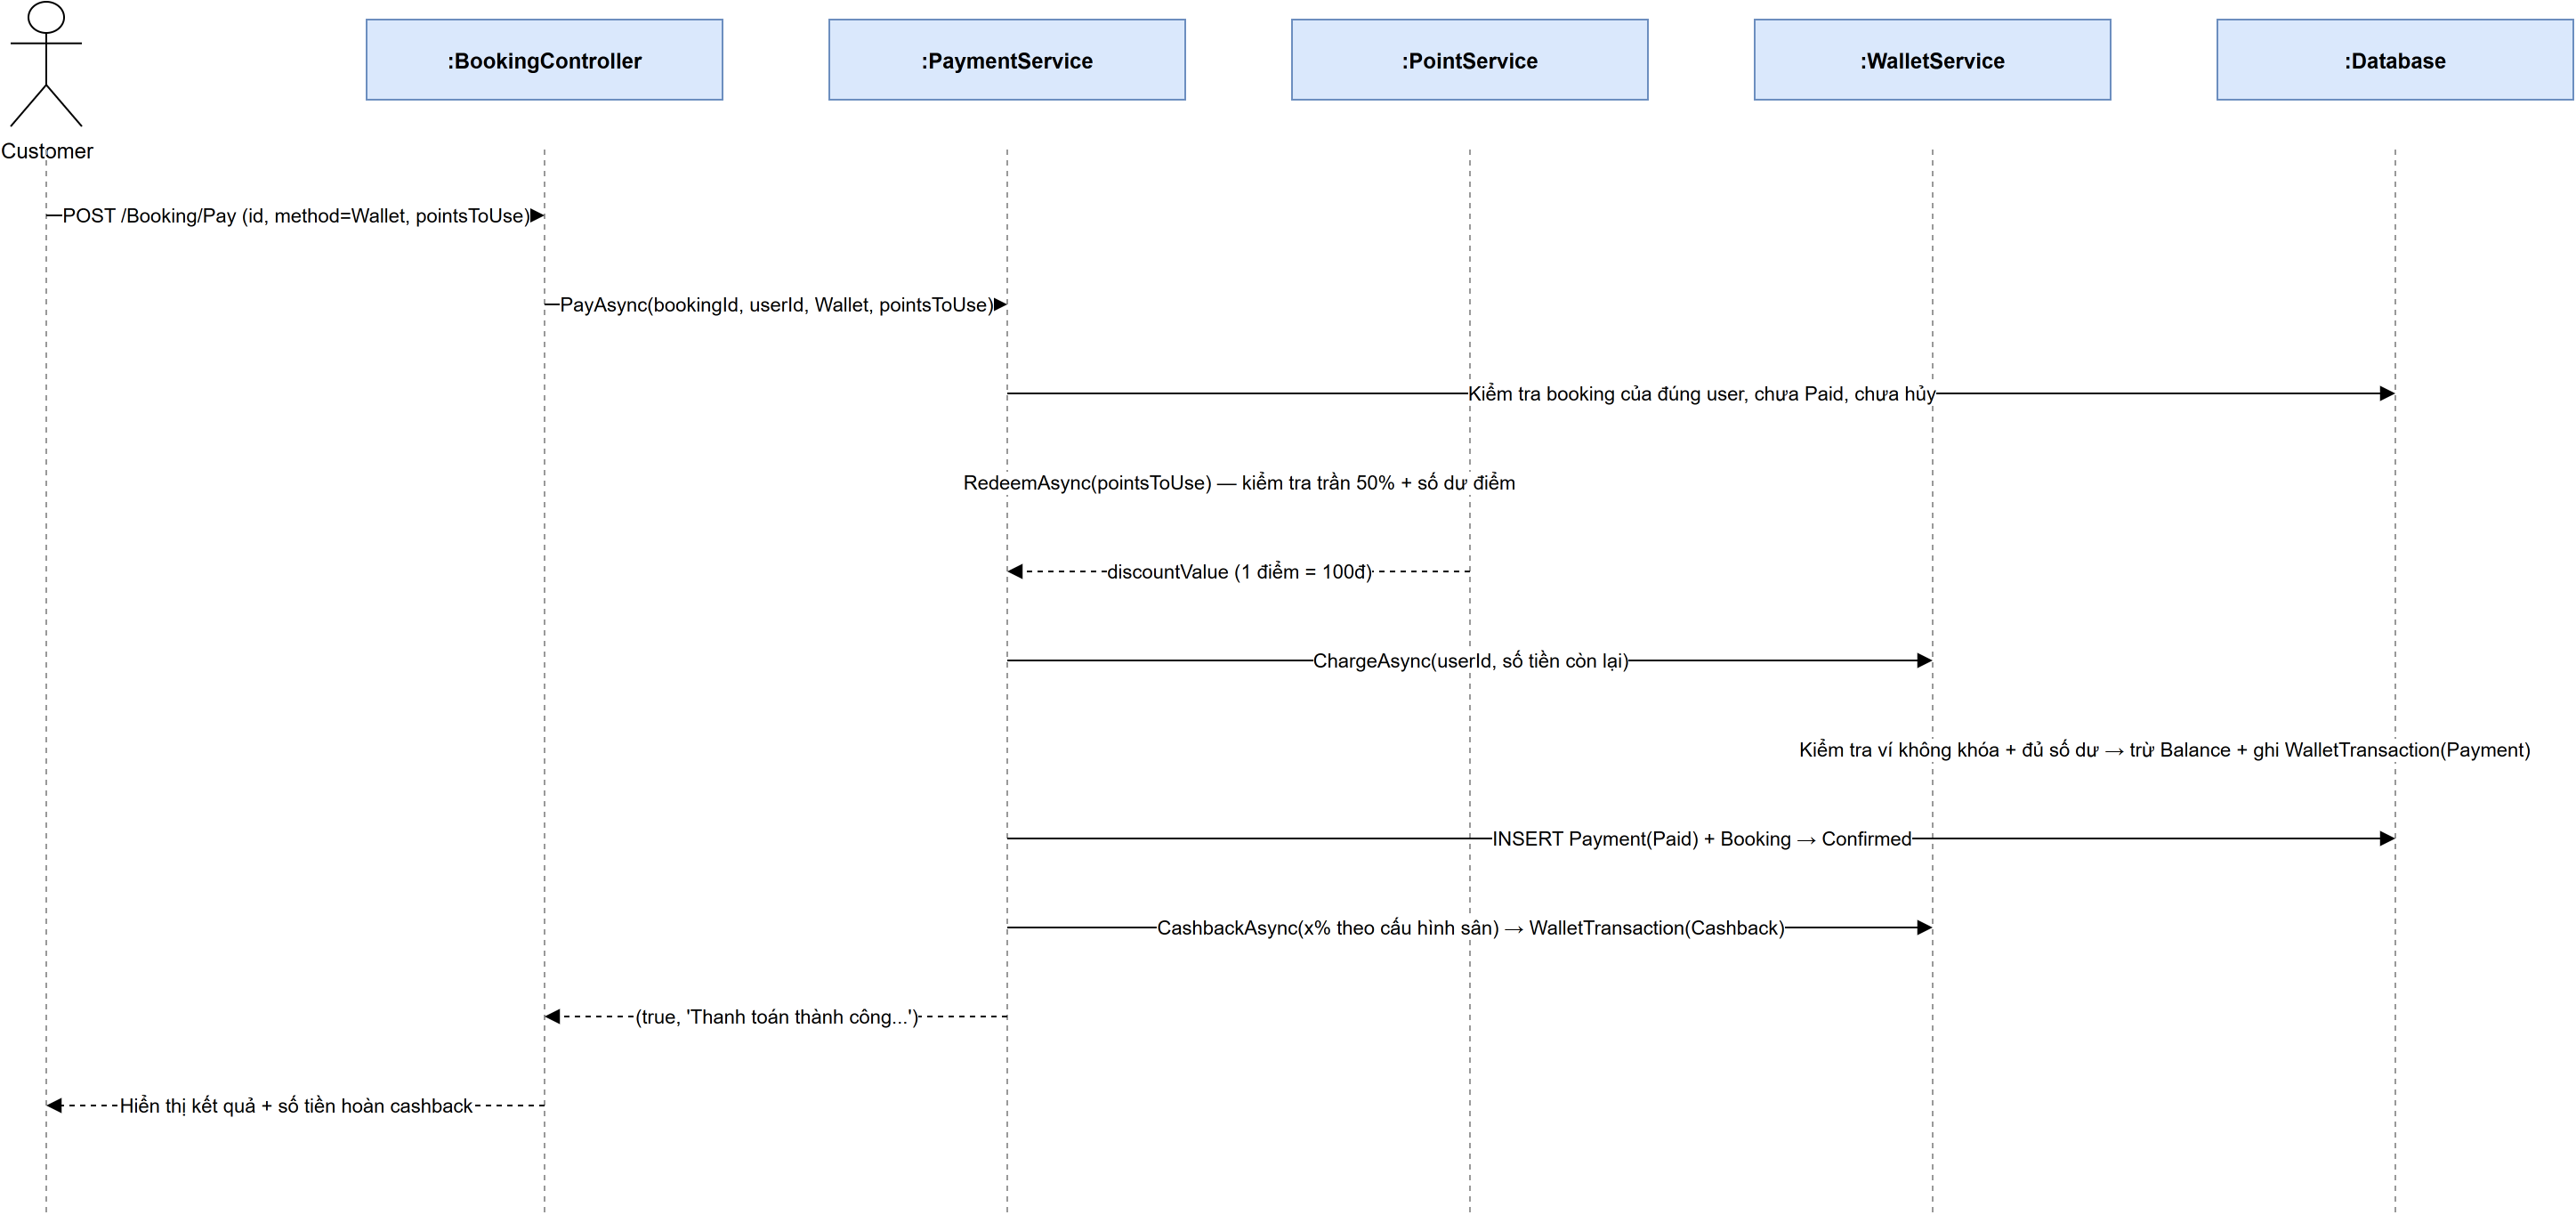 :BookingController
:PaymentService
:PointService
:WalletService
:Database
Customer
POST /Booking/Pay (id, method=Wallet, pointsToUse)
PayAsync(bookingId, userId, Wallet, pointsToUse)
Kiểm tra booking của đúng user, chưa Paid, chưa hủy
RedeemAsync(pointsToUse) — kiểm tra trần 50% + số dư điểm
discountValue (1 điểm = 100đ)
ChargeAsync(userId, số tiền còn lại)
Kiểm tra ví không khóa + đủ số dư → trừ Balance + ghi WalletTransaction(Payment)
INSERT Payment(Paid) + Booking → Confirmed
CashbackAsync(x% theo cấu hình sân) → WalletTransaction(Cashback)
(true, 'Thanh toán thành công...')
Hiển thị kết quả + số tiền hoàn cashback